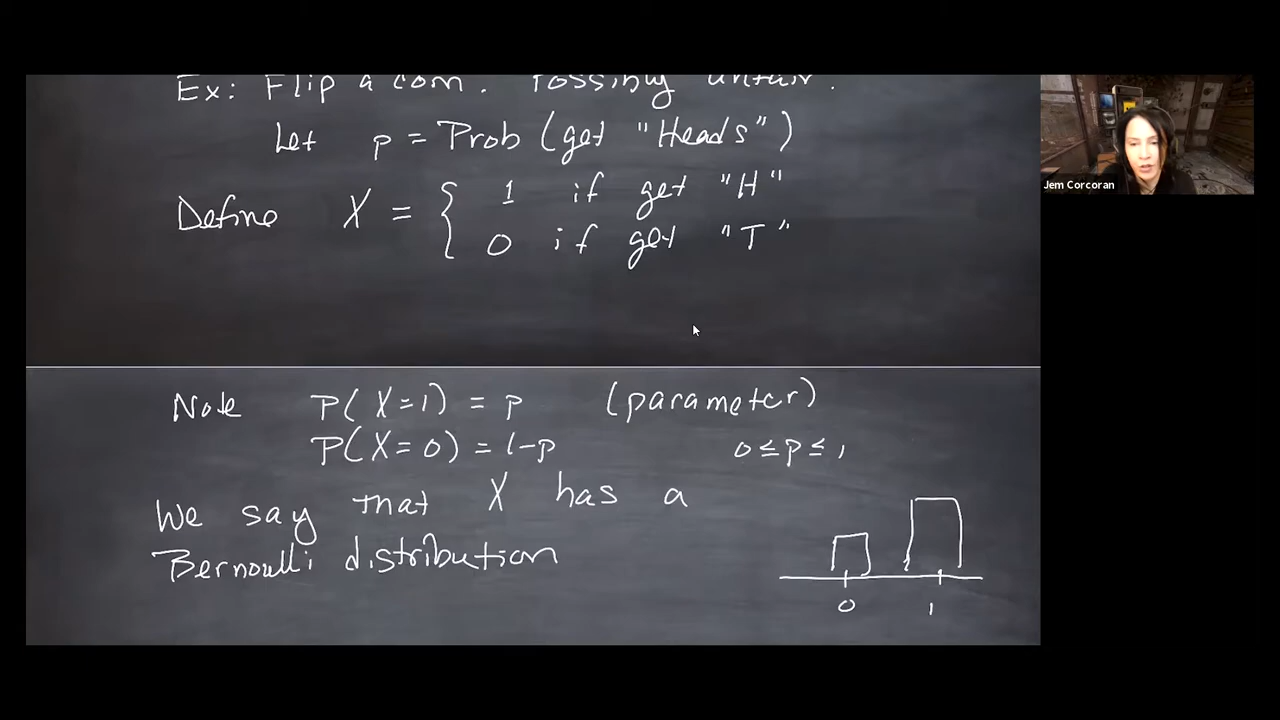 Ex: Flip a coin. Possibly unfair.
Let p = Prob (get "Heads")
Define X = { 1 if get "H"
0 if get "T"
Note P(X=1) = p (parameter)
P(X=0) = 1-p 0≤p≤1
We say that X has a
Bernoulli distribution
0 1
Jem Corcoran